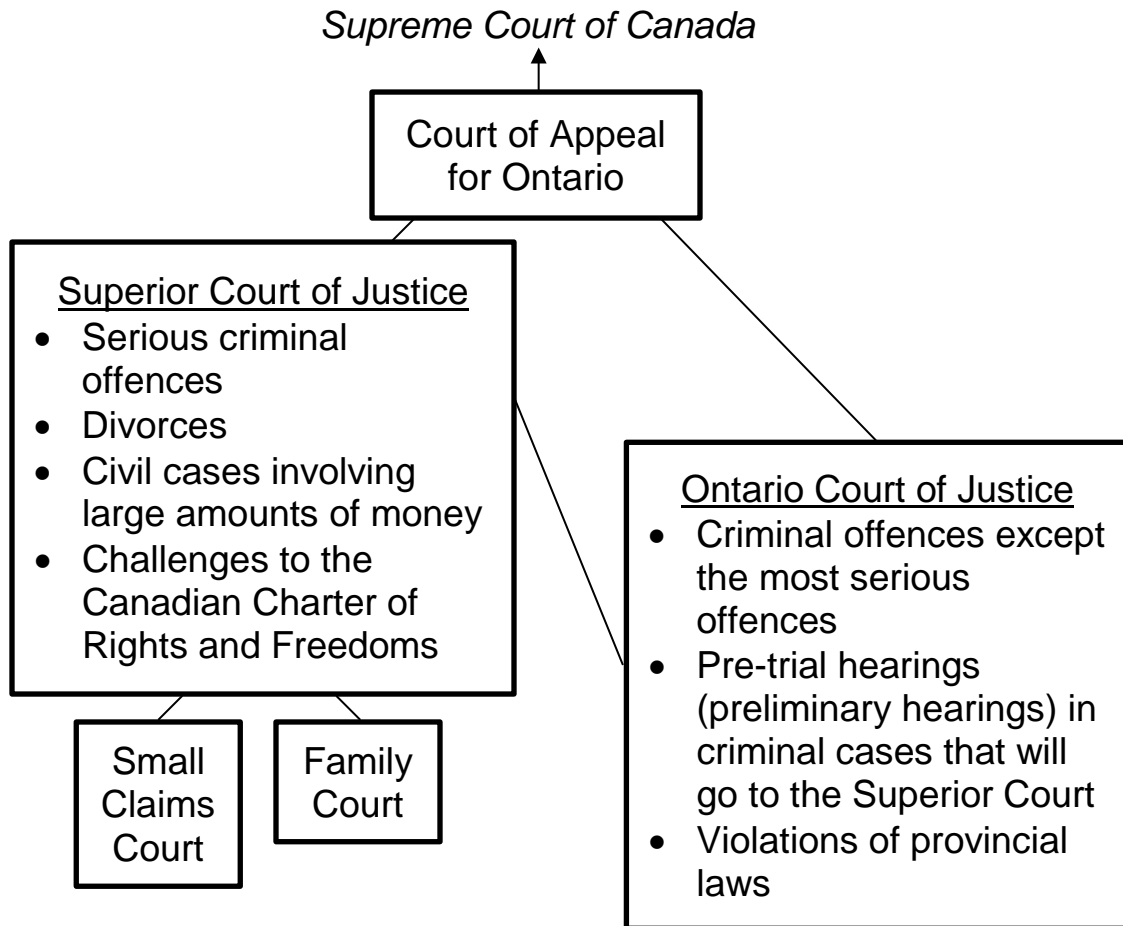 Supreme Court of Canada
Court of Appeal
for Ontario
Superior Court of Justice
• Serious criminal
offences
• Divorces
• Civil cases involving
large amounts of money
• Challenges to the
Canadian Charter of
Rights and Freedoms
Small
Claims
Court
Family
Court
Ontario Court of Justice
• Criminal offences except
the most serious
offences
• Pre-trial hearings
(preliminary hearings) in
criminal cases that will
go to the Superior Court
• Violations of provincial
laws